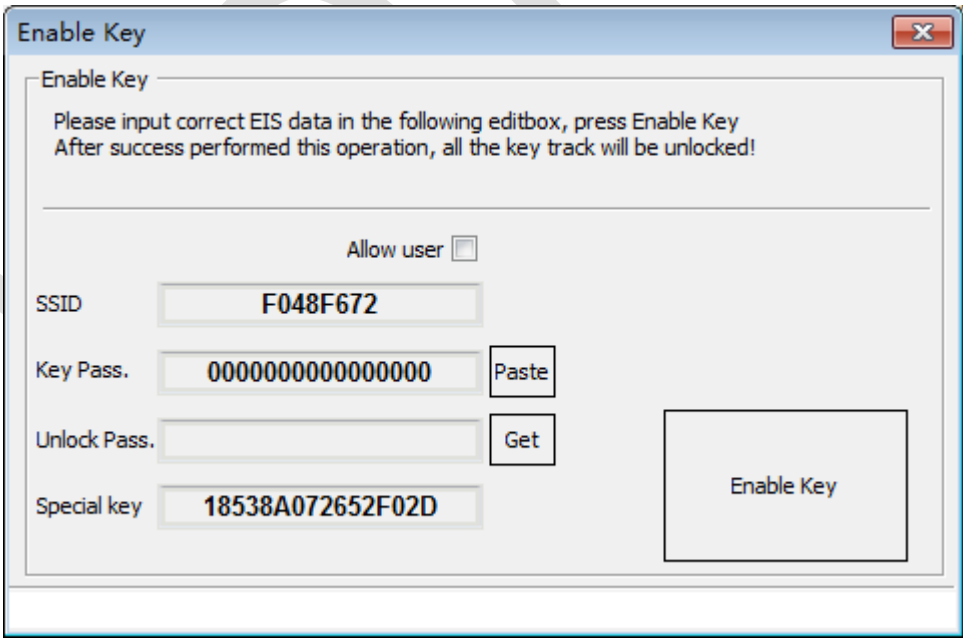 Enable Key
Enable Key
Please input correct EIS data in the following editbox, press Enable Key
After success performed this operation, all the key track will be unlocked!
Allow user
SSID F048F672
Key Pass. 0000000000000000 Paste
Unlock Pass. Get
Enable Key
Special key 18538A072652F02D